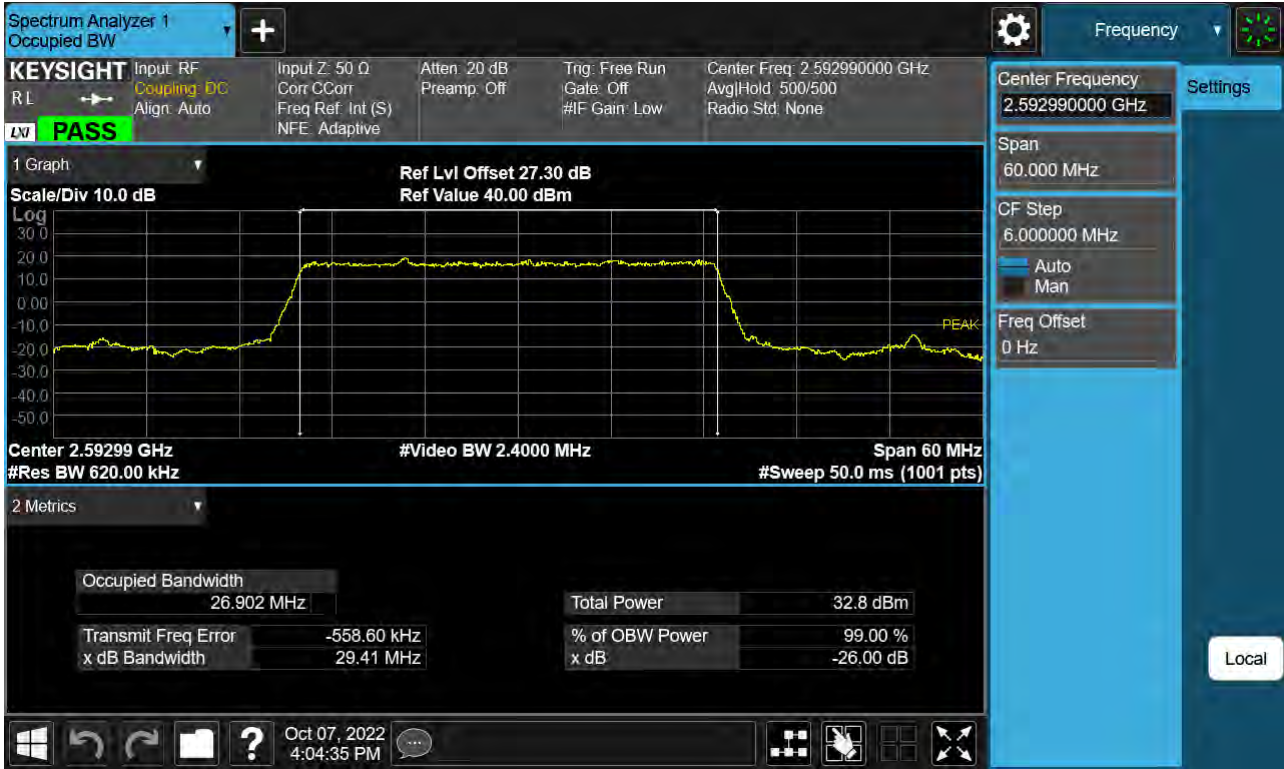 Spectrum Analyzer 1
Occupied BW
Frequency
KEYSIGHT
R L
LXI PASS
Input: RF
Coupling: DC
Align: Auto
Input Z: 50 Ω
Corr CCorr
Freq Ref: Int (S)
NFE: Adaptive
Atten: 20 dB
Preamp: Off
Trig: Free Run
Gate: Off
#IF Gain: Low
Center Freq: 2.592990000 GHz
Avg|Hold: 500/500
Radio Std: None
Center Frequency
2.592990000 GHz
Settings
Span
60.000 MHz
CF Step
6.000000 MHz
Auto
Man
Freq Offset
0 Hz
Local
1 Graph
Scale/Div 10.0 dB
Ref Lvl Offset 27.30 dB
Ref Value 40.00 dBm
Log
30.0
20.0
10.0
0.00
-10.0
-20.0
-30.0
-40.0
-50.0
PEAK
Center 2.59299 GHz
#Video BW 2.4000 MHz
Span 60 MHz
#Res BW 620.00 kHz
#Sweep 50.0 ms (1001 pts)
2 Metrics
Occupied Bandwidth
26.902 MHz
Total Power 32.8 dBm
Transmit Freq Error -558.60 kHz
% of OBW Power 99.00 %
x dB Bandwidth 29.41 MHz
x dB -26.00 dB
?
Oct 07, 2022
4:04:35 PM